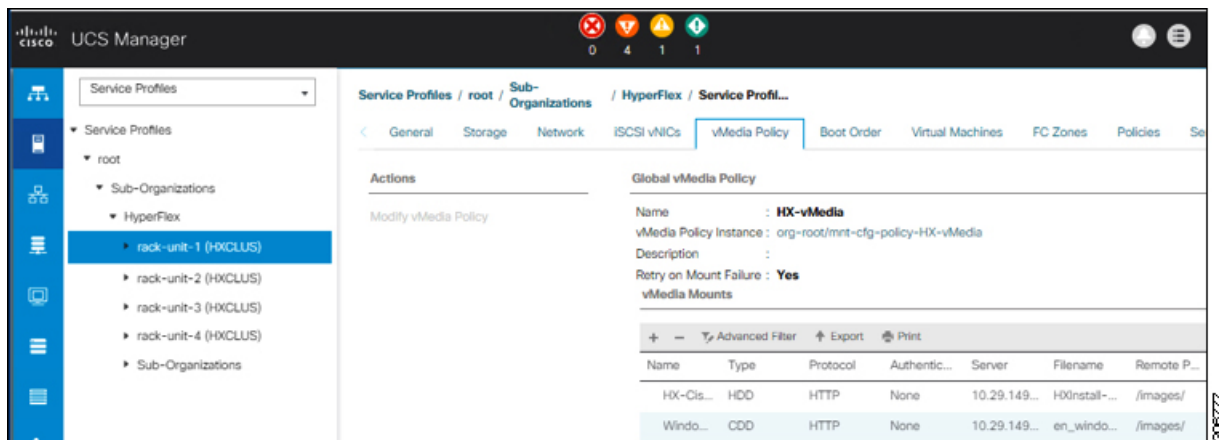 cisco UCS Manager
0 4 1 1
Service Profiles
Service Profiles / root / Sub-Organizations / HyperFlex / Service Profil...
Service Profiles
root
Sub-Organizations
HyperFlex
rack-unit-1 (HXCLUS)
rack-unit-2 (HXCLUS)
rack-unit-3 (HXCLUS)
rack-unit-4 (HXCLUS)
Sub-Organizations
General Storage Network iSCSI vNICs vMedia Policy Boot Order Virtual Machines FC Zones Policies Se
Actions
Modify vMedia Policy
Global vMedia Policy
Name : HX-vMedia
vMedia Policy Instance : org-root/mnt-cfg-policy-HX-vMedia
Description :
Retry on Mount Failure : Yes
vMedia Mounts
+ − Advanced Filter Export Print
Name Type Protocol Authentic... Server Filename Remote P...
HX-Cis... HDD HTTP None 10.29.149... HXInstall-... /images/
Windo... CDD HTTP None 10.29.149... en_windo... /images/